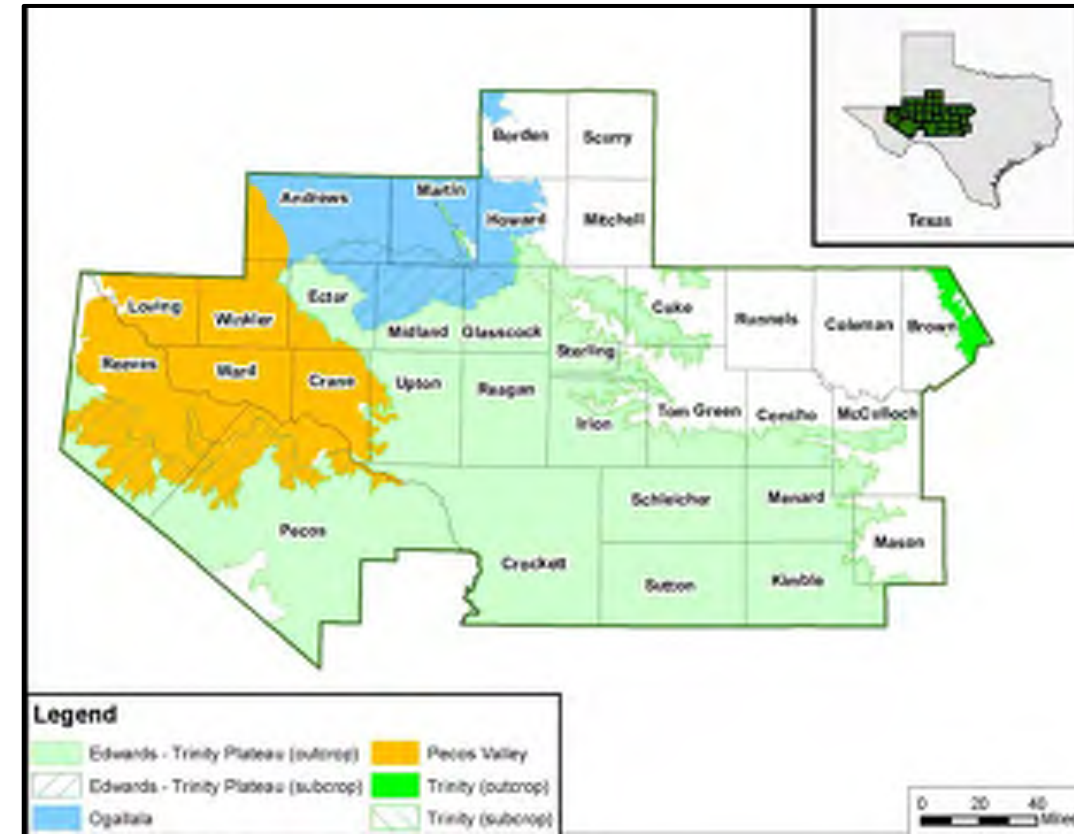 Borden Scurry
Andrews Martin Howard Mitchell
Texas
Loving Winkler Ector Midland Glasscock Sterling Coke Runnels Coleman Brown
Reeves Ward Crane Upton Reagan Irion Tom Green Concho McCulloch
Pecos Crockett Schleicher Menard Mason
Sutton Kimble
Legend
Edwards - Trinity Plateau (outcrop) Pecos Valley
Edwards - Trinity Plateau (subcrop) Trinity (outcrop)
Ogallala Trinity (subcrop)
0 20 40
Miles